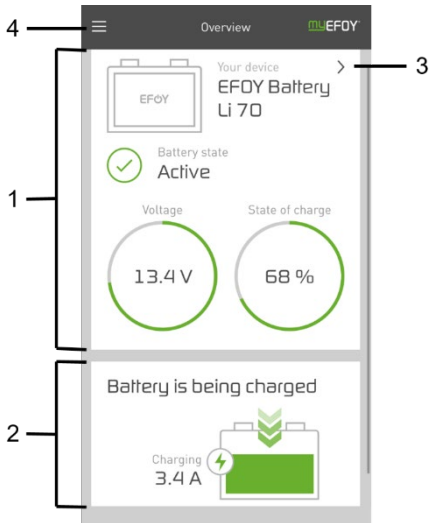 4
Overview
myEFOY
1
EFOY
Your device
3
EFOY Battery
Li 70
Battery state
Active
Voltage
State of charge
13.4 V
68 %
2
Battery is being charged
Charging
3.4 A